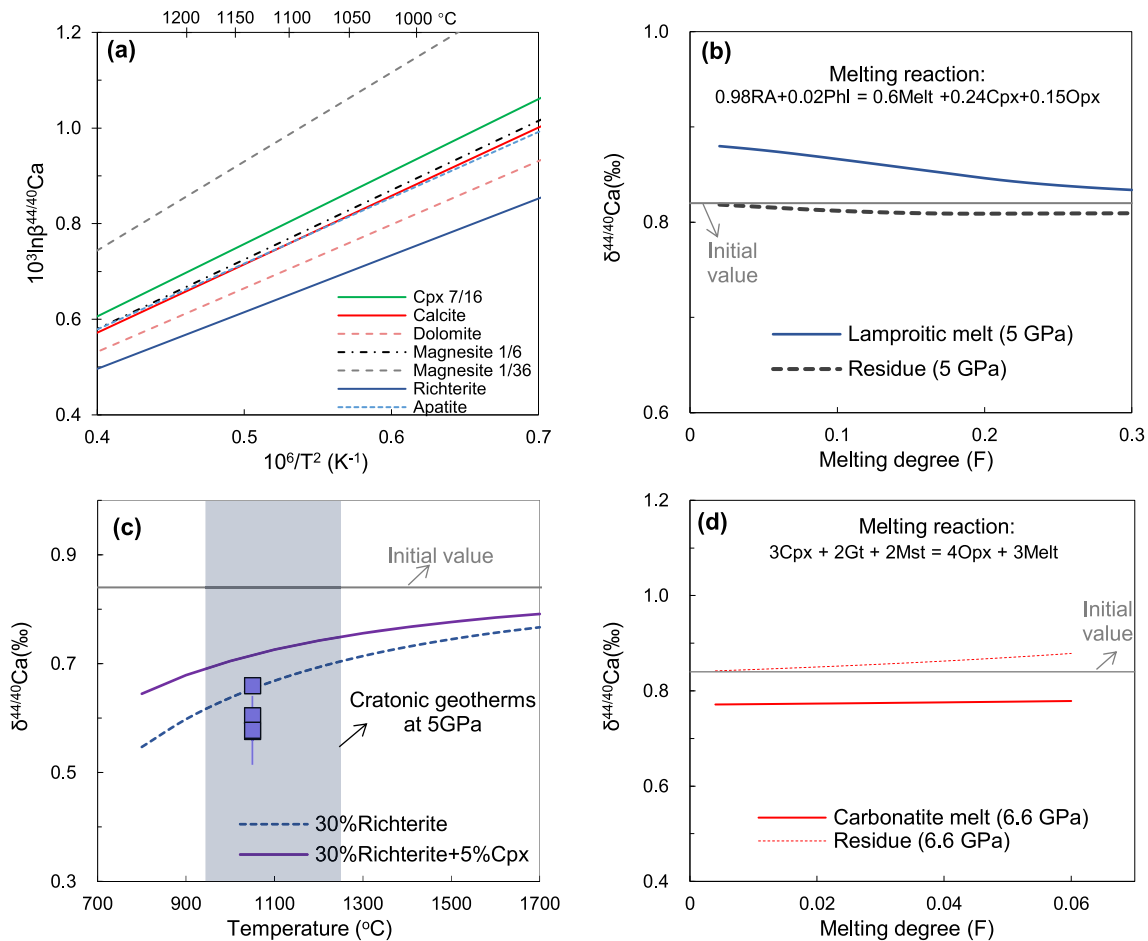 1200 1150 1100 1050 1000 °C
(a)
1.2
1.0
0.8
0.6
0.4
10³lnβ⁴⁴/⁴⁰Ca
Cpx 7/16
Calcite
Dolomite
Magnesite 1/6
Magnesite 1/36
Richterite
Apatite
0.4 0.5 0.6 0.7
10⁶/T² (K⁻¹)
(b)
1.0
0.8
0.6
δ⁴⁴/⁴⁰Ca(‰)
Melting reaction:
0.98RA+0.02Phl = 0.6Melt +0.24Cpx+0.15Opx
Initial
value
Lamproitic melt (5 GPa)
Residue (5 GPa)
0 0.1 0.2 0.3
Melting degree (F)
(c)
0.9
0.7
0.5
0.3
δ⁴⁴/⁴⁰Ca(‰)
Initial value
Cratonic geotherms
at 5GPa
30%Richterite
30%Richterite+5%Cpx
700 900 1100 1300 1500 1700
Temperature (°C)
(d)
1.2
1.0
0.8
0.6
0.4
δ⁴⁴/⁴⁰Ca(‰)
Melting reaction:
3Cpx + 2Gt + 2Mst = 4Opx + 3Melt
Initial
value
Carbonatite melt (6.6 GPa)
Residue (6.6 GPa)
0 0.02 0.04 0.06
Melting degree (F)